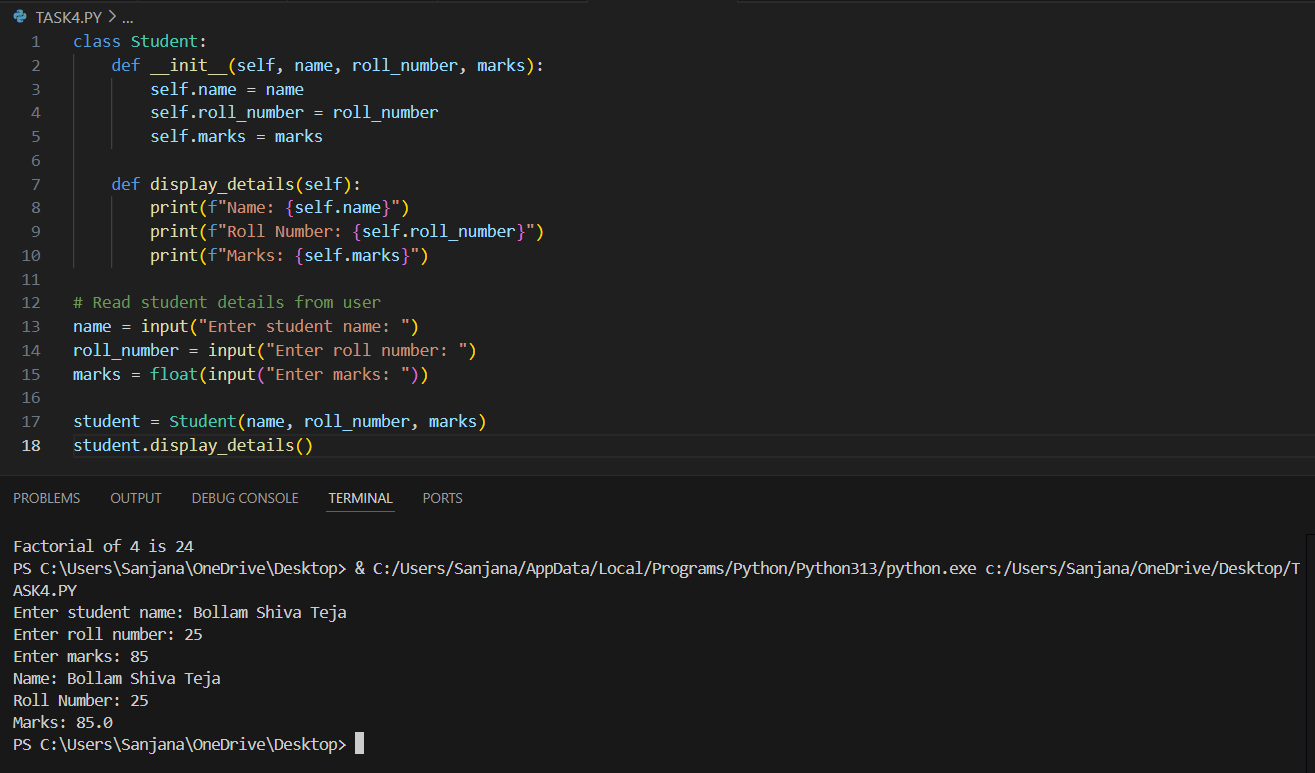 TASK4.PY > ...
1 class Student:
2     def __init__(self, name, roll_number, marks):
3         self.name = name
4         self.roll_number = roll_number
5         self.marks = marks
6
7     def display_details(self):
8         print(f"Name: {self.name}")
9         print(f"Roll Number: {self.roll_number}")
10         print(f"Marks: {self.marks}")
11
12 # Read student details from user
13 name = input("Enter student name: ")
14 roll_number = input("Enter roll number: ")
15 marks = float(input("Enter marks: "))
16
17 student = Student(name, roll_number, marks)
18 student.display_details()
PROBLEMS OUTPUT DEBUG CONSOLE TERMINAL PORTS
Factorial of 4 is 24
PS C:\Users\Sanjana\OneDrive\Desktop> & C:/Users/Sanjana/AppData/Local/Programs/Python/Python313/python.exe c:/Users/Sanjana/OneDrive/Desktop/T
ASK4.PY
Enter student name: Bollam Shiva Teja
Enter roll number: 25
Enter marks: 85
Name: Bollam Shiva Teja
Roll Number: 25
Marks: 85.0
PS C:\Users\Sanjana\OneDrive\Desktop>